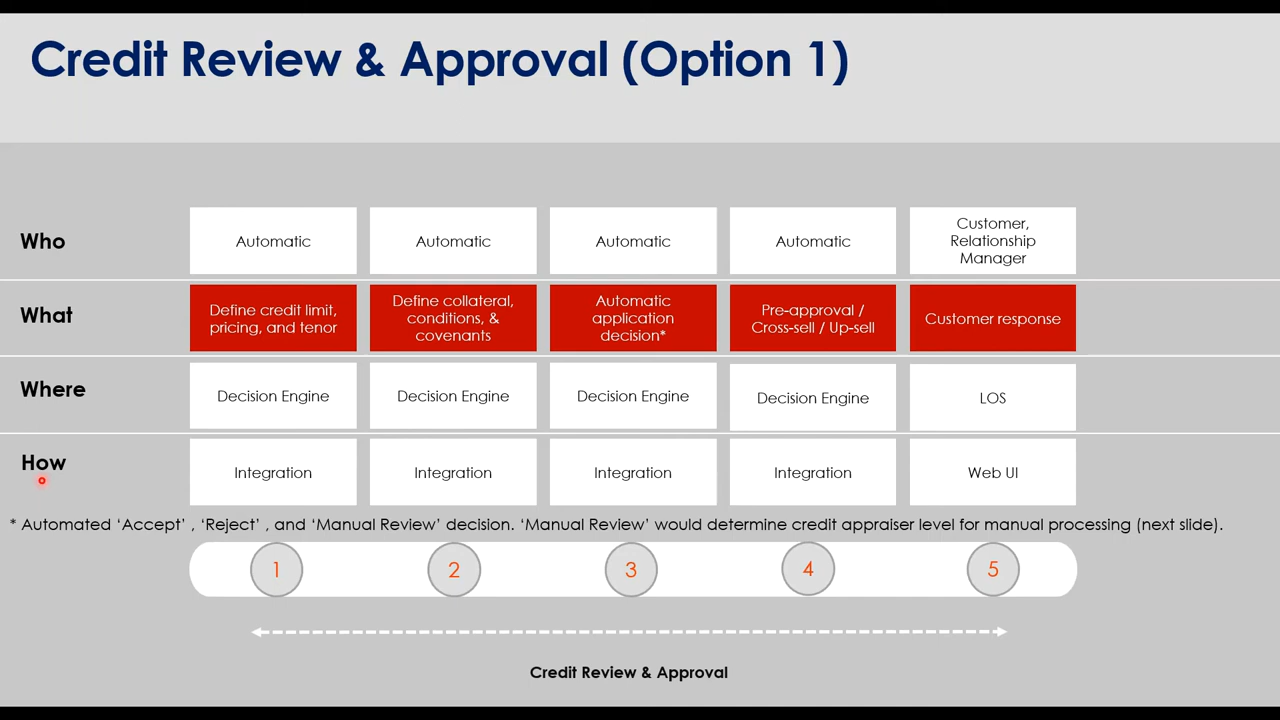 Credit Review & Approval (Option 1)
Who
Automatic
Automatic
Automatic
Automatic
Customer,
Relationship
Manager
What
Define credit limit,
pricing, and tenor
Define collateral,
conditions, &
covenants
Automatic
application
decision*
Pre-approval /
Cross-sell / Up-sell
Customer response
Where
Decision Engine
Decision Engine
Decision Engine
Decision Engine
LOS
How
Integration
Integration
Integration
Integration
Web UI
* Automated ‘Accept’ , ‘Reject’ , and ‘Manual Review’ decision. ‘Manual Review’ would determine credit appraiser level for manual processing (next slide).
1
2
3
4
5
Credit Review & Approval